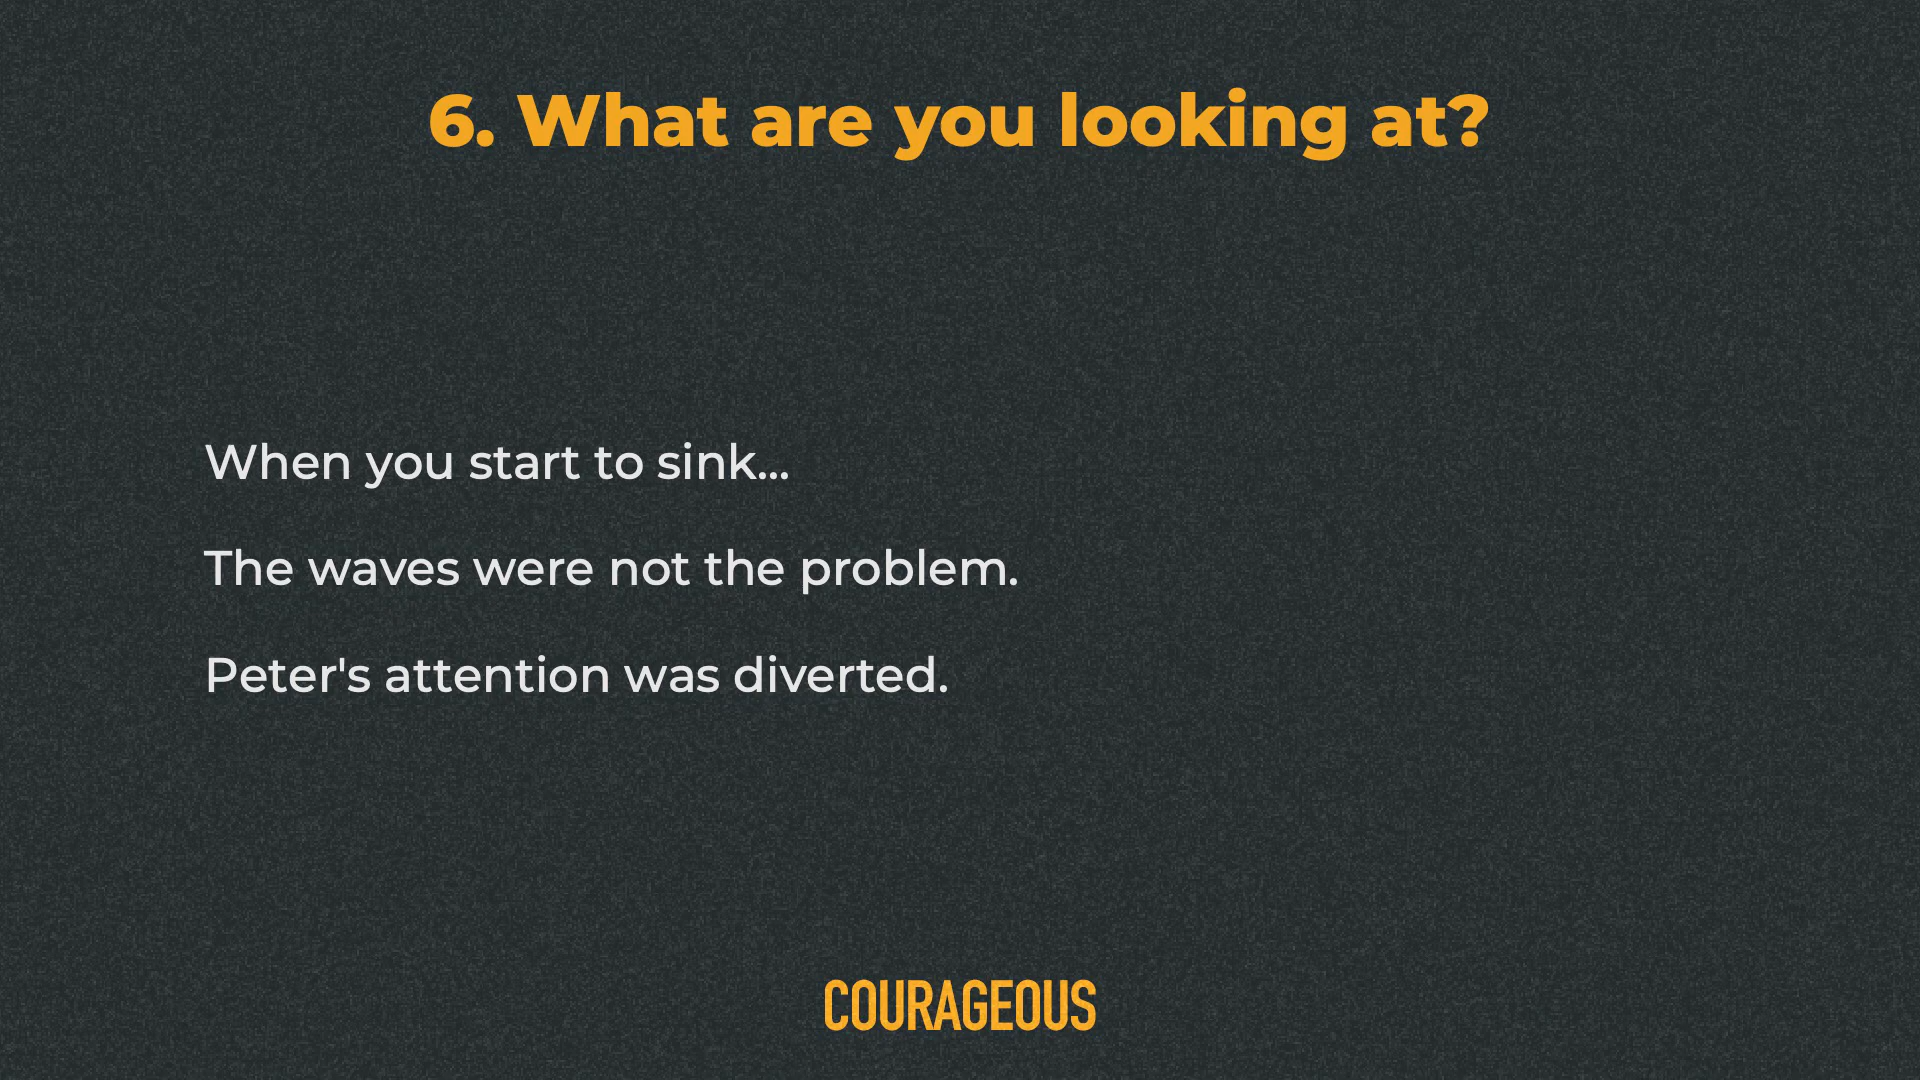 6. What are you looking at?
When you start to sink...
The waves were not the problem.
Peter's attention was diverted.
COURAGEOUS